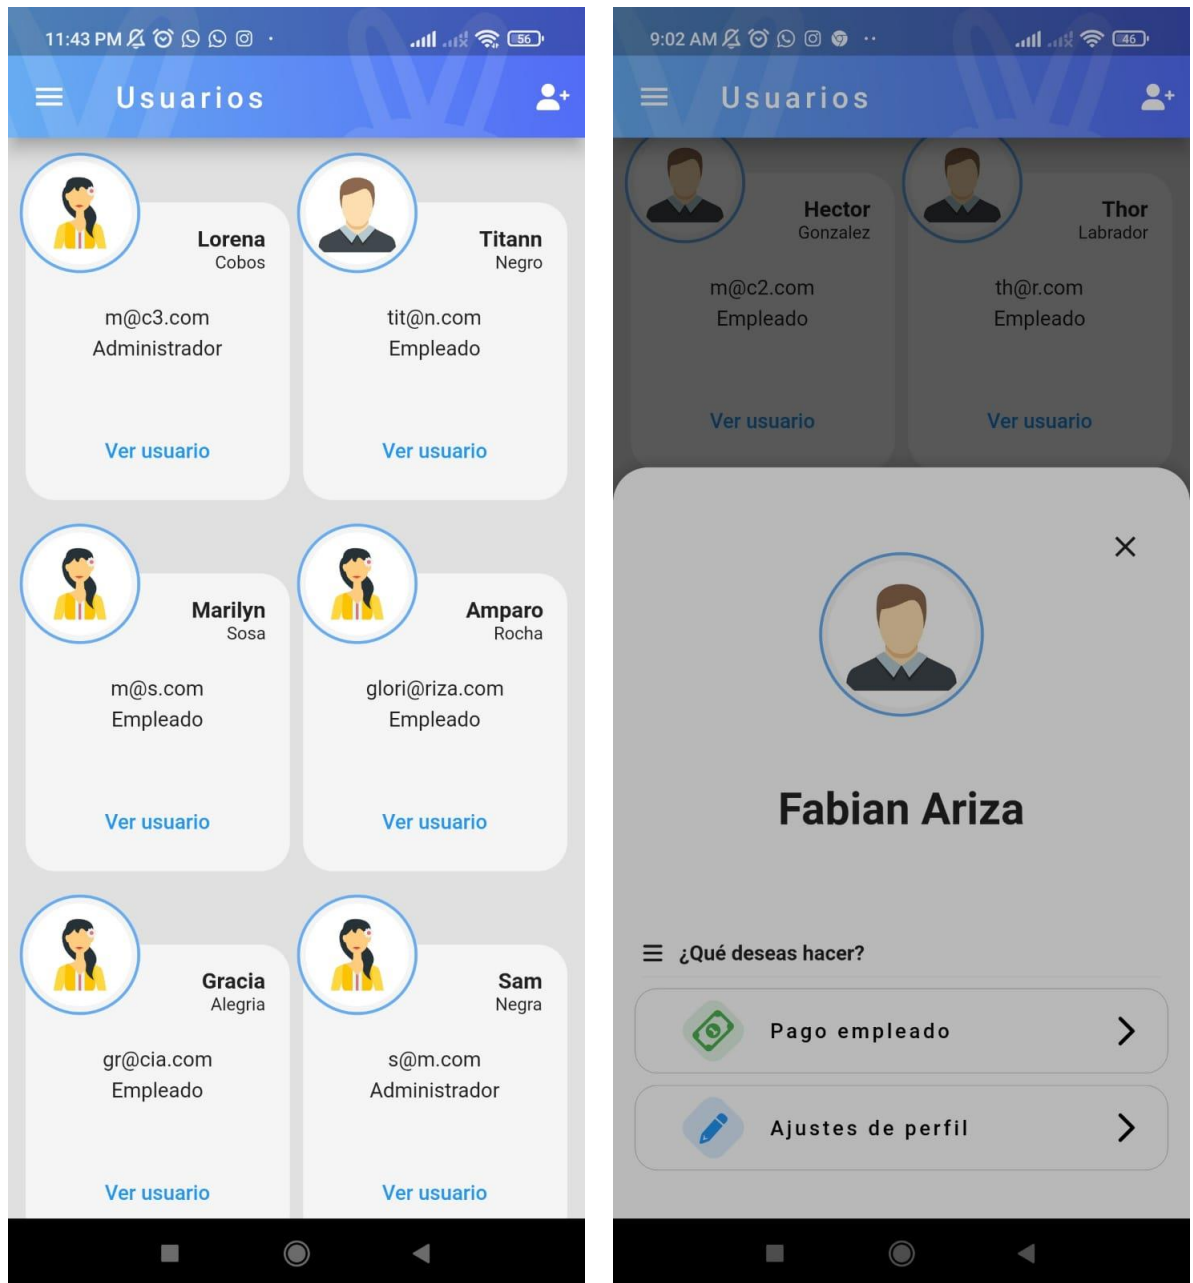 11:43 PM
56
Usuarios
Lorena
Cobos
m@c3.com
Administrador
Ver usuario
Titann
Negro
tit@n.com
Empleado
Ver usuario
Marilyn
Sosa
m@s.com
Empleado
Ver usuario
Amparo
Rocha
glori@riza.com
Empleado
Ver usuario
Gracia
Alegria
gr@cia.com
Empleado
Ver usuario
Sam
Negra
s@m.com
Administrador
Ver usuario
9:02 AM
46
Usuarios
Hector
Gonzalez
m@c2.com
Empleado
Ver usuario
Thor
Labrador
th@r.com
Empleado
Ver usuario
Fabian Ariza
¿Qué deseas hacer?
Pago empleado
Ajustes de perfil